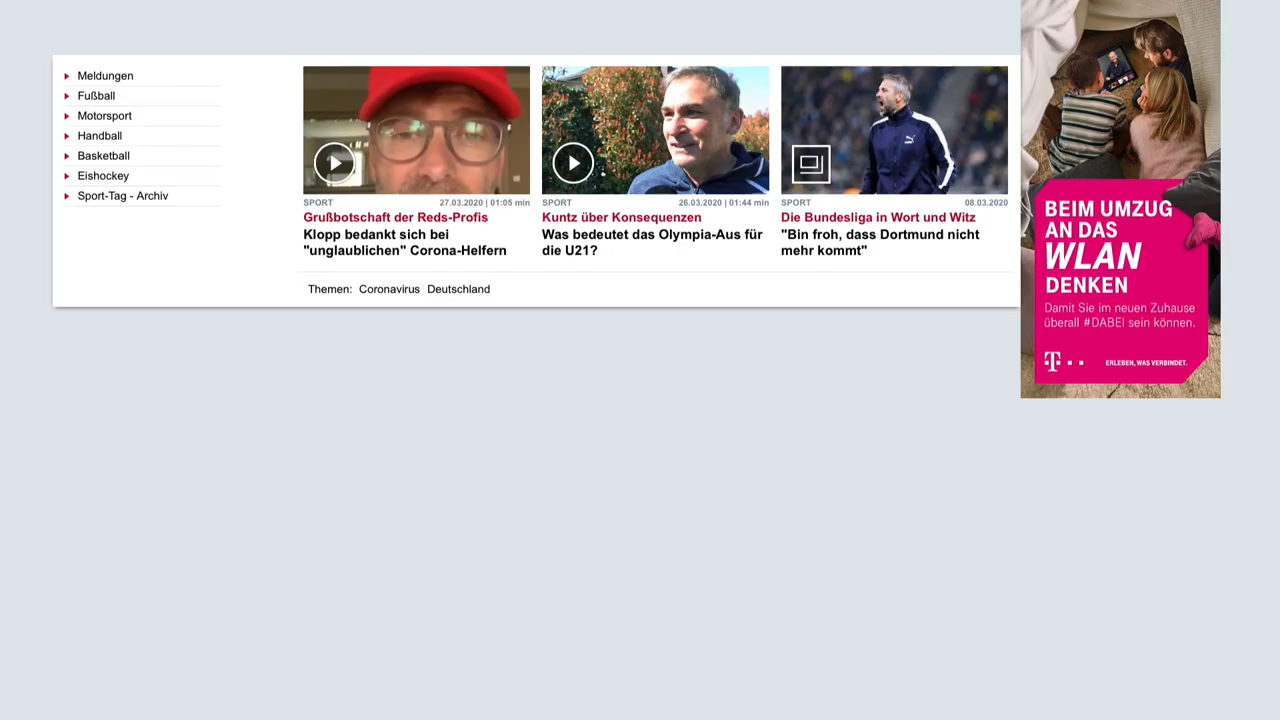 Meldungen
Fußball
Motorsport
Handball
Basketball
Eishockey
Sport-Tag - Archiv
SPORT 27.03.2020 | 01:05 min
Grußbotschaft der Reds-Profis
Klopp bedankt sich bei
"unglaublichen" Corona-Helfern
SPORT 26.03.2020 | 01:44 min
Kuntz über Konsequenzen
Was bedeutet das Olympia-Aus für
die U21?
SPORT 08.03.2020
Die Bundesliga in Wort und Witz
"Bin froh, dass Dortmund nicht
mehr kommt"
Themen: Coronavirus Deutschland
BEIM UMZUG
AN DAS
WLAN
DENKEN
Damit Sie im neuen Zuhause
überall #DABEI sein können.
T
ERLEBEN, WAS VERBINDET.